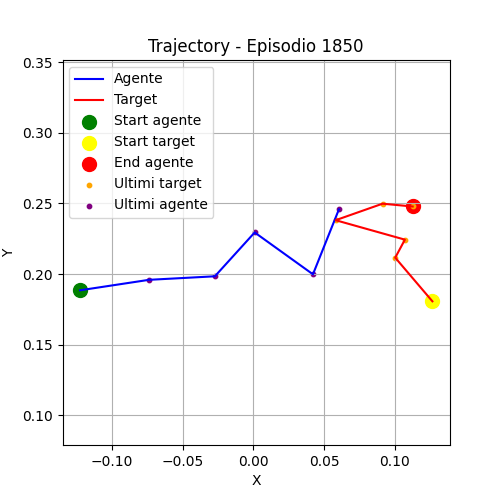 Trajectory - Episodio 1850
0.35
0.30
0.25
0.20
0.15
0.10
Y
Agente
Target
Start agente
Start target
End agente
Ultimi target
Ultimi agente
−0.10
−0.05
0.00
0.05
0.10
X